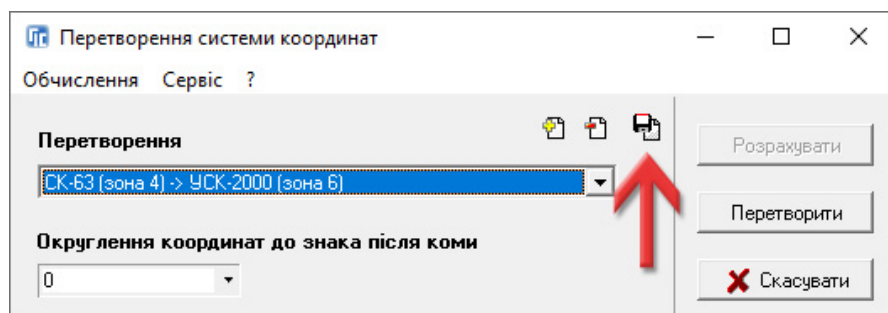 Перетворення системи координат
Обчислення Сервіс ?
Перетворення
СК-63 (зона 4) -> УСК-2000 (зона 6)
Округлення координат до знака після коми
0
Розрахувати
Перетворити
Скасувати